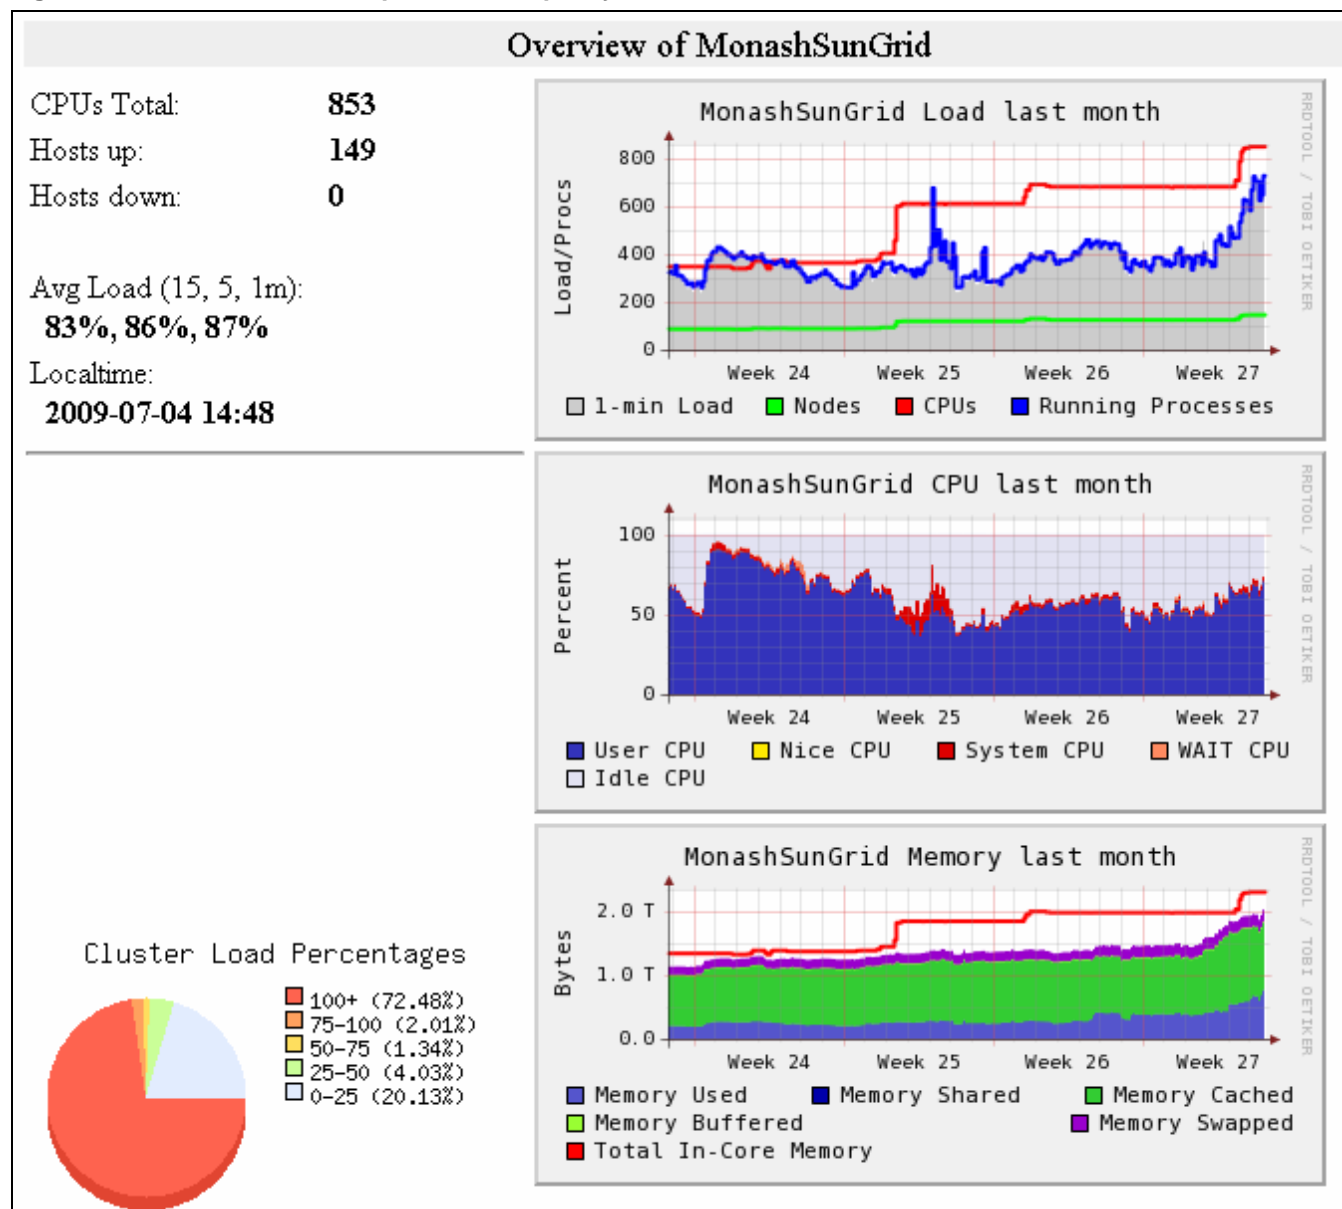 Overview of MonashSunGrid
CPUs Total: 853
Hosts up: 149
Hosts down: 0
Avg Load (15, 5, 1m):
83%, 86%, 87%
Localtime:
2009-07-04 14:48
Cluster Load Percentages
100+ (72.48%)
75-100 (2.01%)
50-75 (1.34%)
25-50 (4.03%)
0-25 (20.13%)
MonashSunGrid Load last month
Load/Procs
800
600
400
200
0
Week 24 Week 25 Week 26 Week 27
1-min Load Nodes CPUs Running Processes
RRDTOOL / TOBI OETIKER
MonashSunGrid CPU last month
Percent
100
50
0
Week 24 Week 25 Week 26 Week 27
User CPU Nice CPU System CPU WAIT CPU
Idle CPU
RRDTOOL / TOBI OETIKER
MonashSunGrid Memory last month
Bytes
2.0 T
1.0 T
0.0
Week 24 Week 25 Week 26 Week 27
Memory Used Memory Shared Memory Cached
Memory Buffered Memory Swapped
Total In-Core Memory
RRDTOOL / TOBI OETIKER